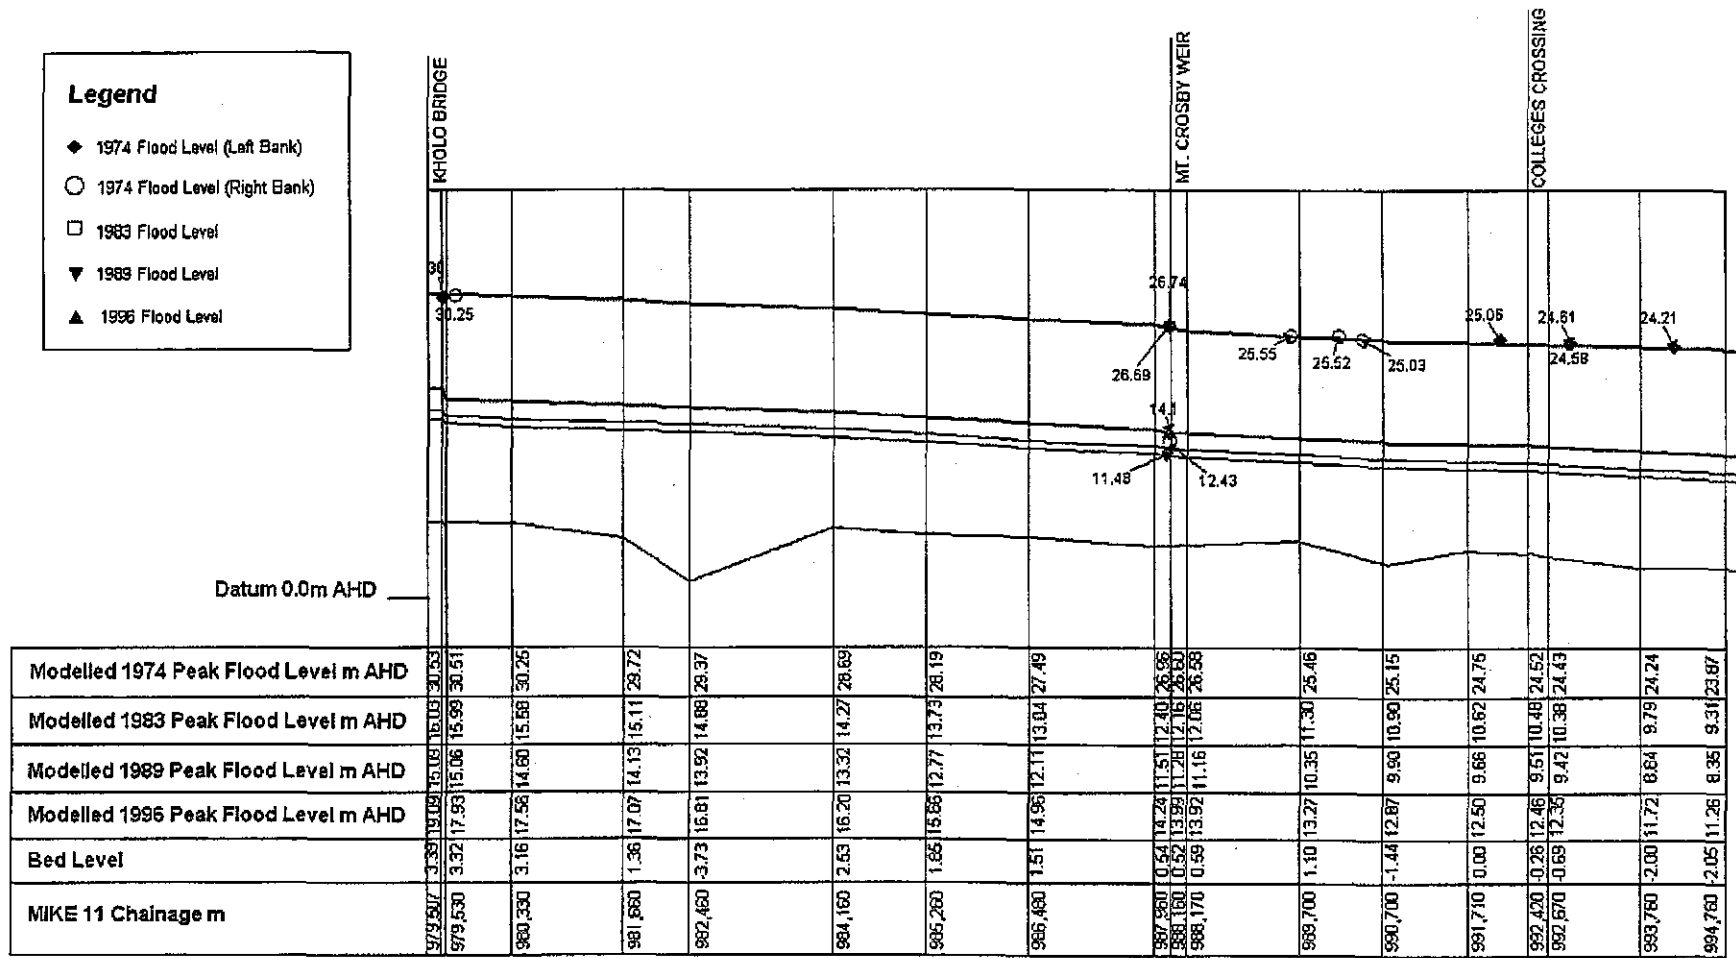 Legend
1974 Flood Level (Left Bank)
1974 Flood Level (Right Bank)
1983 Flood Level
1989 Flood Level
1996 Flood Level
KHOLO BRIDGE
MT. CROSBY WEIR
COLLEGES CROSSING
30.25
26.74
26.69
25.55
25.52
25.03
25.06
24.61
24.58
24.21
14.1
11.48
12.43
Datum 0.0m AHD
Modelled 1974 Peak Flood Level m AHD 30.53 30.51 30.25 29.72 29.37 28.69 28.19 27.49 26.96 26.60 26.58 25.46 25.15 24.75 24.52 24.43 24.24 23.87
Modelled 1983 Peak Flood Level m AHD 16.03 15.99 15.58 15.11 14.88 14.27 13.73 13.04 12.40 12.16 12.06 11.30 10.90 10.62 10.48 10.38 9.79 9.31
Modelled 1989 Peak Flood Level m AHD 15.09 15.06 14.60 14.13 13.92 13.32 12.77 12.11 11.51 11.28 11.16 10.35 9.90 9.66 9.51 9.42 8.84 8.35
Modelled 1996 Peak Flood Level m AHD 19.09 17.93 17.56 17.07 16.81 16.20 15.66 14.96 14.24 13.99 13.92 13.27 12.87 12.50 12.46 12.35 11.72 11.26
Bed Level 3.39 3.32 3.16 1.36 -3.73 2.53 1.85 1.51 0.54 0.52 0.59 1.10 -1.44 0.00 -0.26 -0.69 -2.00 -2.05
MIKE 11 Chainage m 979,507 979,530 980,330 981,660 982,460 984,160 985,260 986,480 987,960 988,160 988,170 989,700 990,700 991,710 992,420 992,670 993,760 994,760